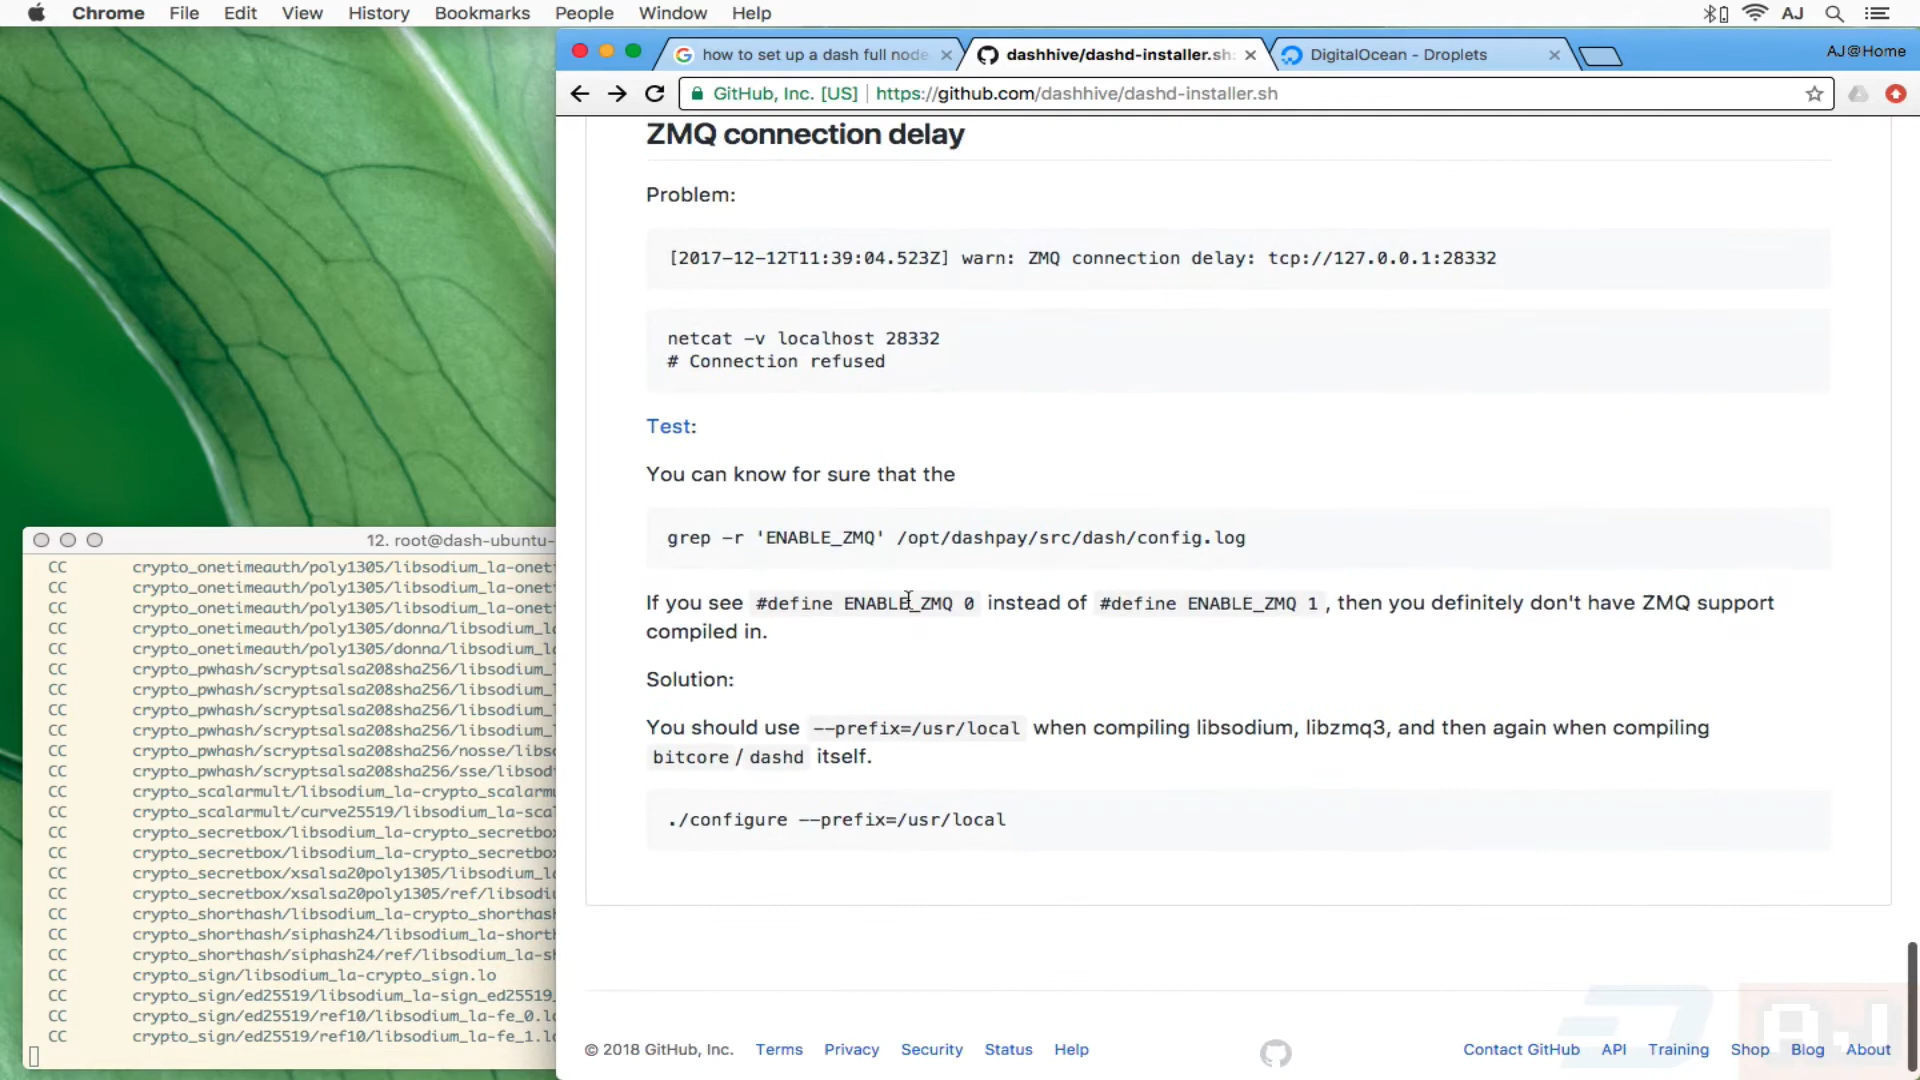 Chrome File Edit View History Bookmarks People Window Help AJ
how to set up a dash full node
dashhive/dashd-installer.sh:
DigitalOcean - Droplets
AJ@Home
GitHub, Inc. [US] https://github.com/dashhive/dashd-installer.sh
ZMQ connection delay
Problem:
[2017-12-12T11:39:04.523Z] warn: ZMQ connection delay: tcp://127.0.0.1:28332
netcat -v localhost 28332
# Connection refused
Test:
You can know for sure that the
grep -r 'ENABLE_ZMQ' /opt/dashpay/src/dash/config.log
If you see #define ENABLE_ZMQ 0 instead of #define ENABLE_ZMQ 1 , then you definitely don't have ZMQ support
compiled in.
Solution:
You should use --prefix=/usr/local when compiling libsodium, libzmq3, and then again when compiling
bitcore / dashd itself.
./configure --prefix=/usr/local
© 2018 GitHub, Inc. Terms Privacy Security Status Help
Contact GitHub API Training Shop Blog About
AJ
12. root@dash-ubuntu-
CC crypto_onetimeauth/poly1305/libsodium_la-onet
CC crypto_onetimeauth/poly1305/libsodium_la-onet
CC crypto_onetimeauth/poly1305/libsodium_la-onet
CC crypto_onetimeauth/poly1305/donna/libsodium_l
CC crypto_onetimeauth/poly1305/donna/libsodium_l
CC crypto_pwhash/scryptsalsa208sha256/libsodium_
CC crypto_pwhash/scryptsalsa208sha256/libsodium_
CC crypto_pwhash/scryptsalsa208sha256/libsodium_
CC crypto_pwhash/scryptsalsa208sha256/libsodium_
CC crypto_pwhash/scryptsalsa208sha256/nosse/libs
CC crypto_pwhash/scryptsalsa208sha256/sse/libsod
CC crypto_scalarmult/libsodium_la-crypto_scalarm
CC crypto_scalarmult/curve25519/libsodium_la-sca
CC crypto_secretbox/libsodium_la-crypto_secretbo
CC crypto_secretbox/libsodium_la-crypto_secretbo
CC crypto_secretbox/xsalsa20poly1305/libsodium_l
CC crypto_secretbox/xsalsa20poly1305/ref/libsodi
CC crypto_shorthash/libsodium_la-crypto_shorthas
CC crypto_shorthash/siphash24/libsodium_la-short
CC crypto_shorthash/siphash24/ref/libsodium_la-s
CC crypto_sign/libsodium_la-crypto_sign.lo
CC crypto_sign/ed25519/libsodium_la-sign_ed25519
CC crypto_sign/ed25519/ref10/libsodium_la-fe_0.l
CC crypto_sign/ed25519/ref10/libsodium_la-fe_1.l